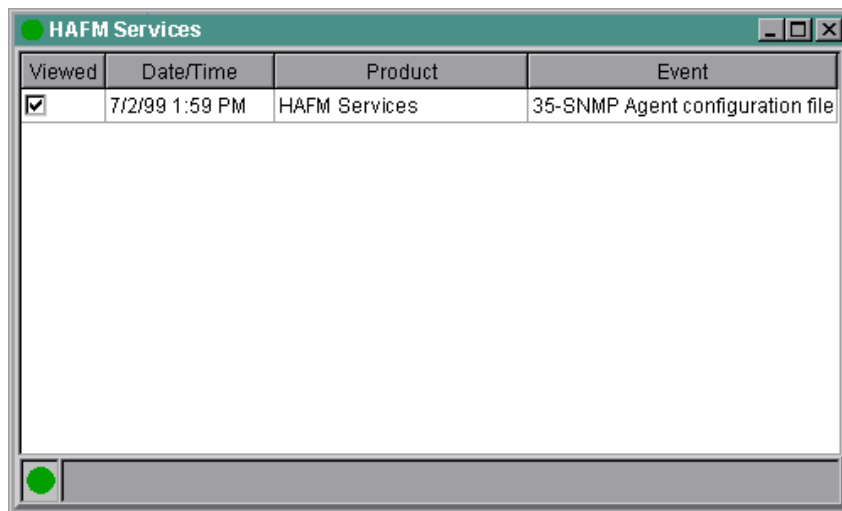 HAFM Services
Viewed Date/Time Product Event
7/2/99 1:59 PM HAFM Services 35-SNMP Agent configuration file